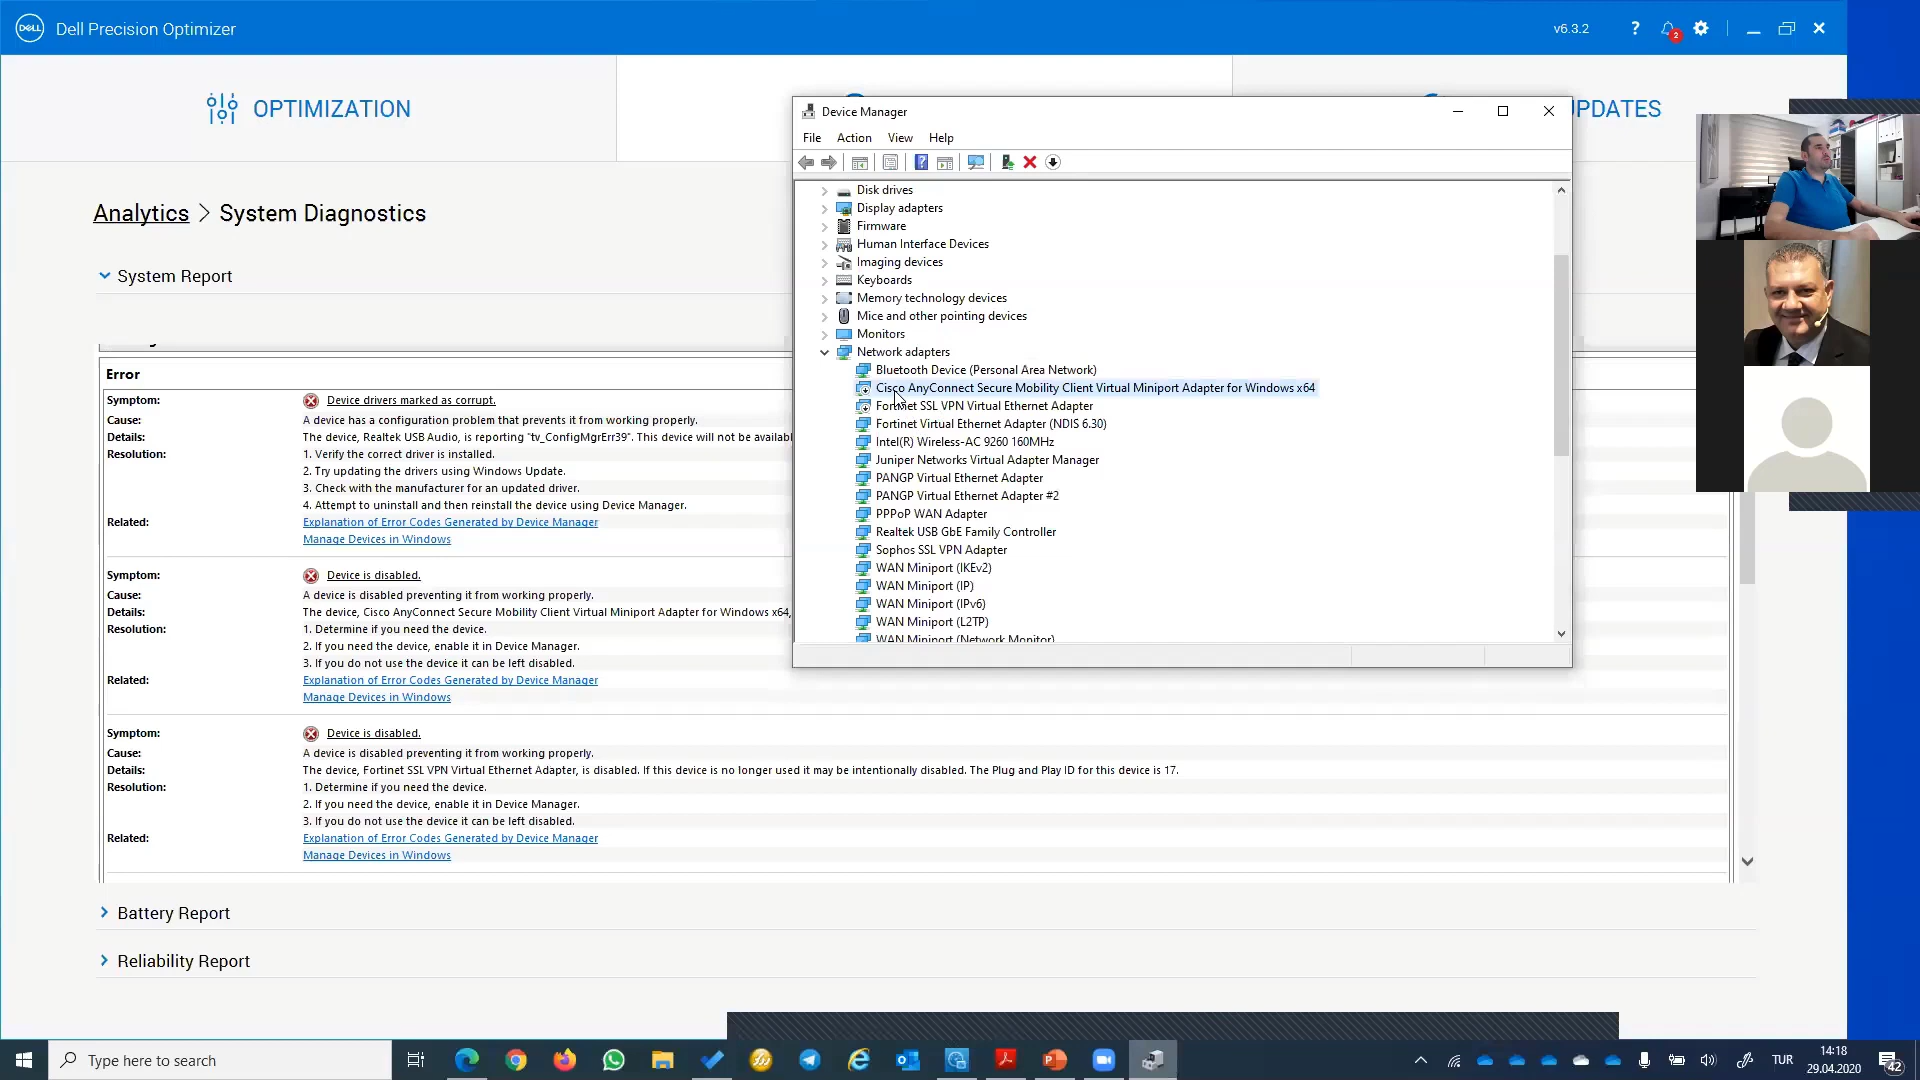 DELL
Dell Precision Optimizer
v6.3.2
?
2
OPTIMIZATION
UPDATES
Analytics > System Diagnostics
System Report
Error
Symptom: Device drivers marked as corrupt.
Cause: A device has a configuration problem that prevents it from working properly.
Details: The device, Realtek USB Audio, is reporting "tv_ConfigMgrErr39". This device will not be availabl
Resolution: 1. Verify the correct driver is installed.
2. Try updating the drivers using Windows Update.
3. Check with the manufacturer for an updated driver.
4. Attempt to uninstall and then reinstall the device using Device Manager.
Related: Explanation of Error Codes Generated by Device Manager
Manage Devices in Windows
Symptom: Device is disabled.
Cause: A device is disabled preventing it from working properly.
Details: The device, Cisco AnyConnect Secure Mobility Client Virtual Miniport Adapter for Windows x64,
Resolution: 1. Determine if you need the device.
2. If you need the device, enable it in Device Manager.
3. If you do not use the device it can be left disabled.
Related: Explanation of Error Codes Generated by Device Manager
Manage Devices in Windows
Symptom: Device is disabled.
Cause: A device is disabled preventing it from working properly.
Details: The device, Fortinet SSL VPN Virtual Ethernet Adapter, is disabled. If this device is no longer used it may be intentionally disabled. The Plug and Play ID for this device is 17.
Resolution: 1. Determine if you need the device.
2. If you need the device, enable it in Device Manager.
3. If you do not use the device it can be left disabled.
Related: Explanation of Error Codes Generated by Device Manager
Manage Devices in Windows
Battery Report
Reliability Report
Device Manager
File Action View Help
Disk drives
Display adapters
Firmware
Human Interface Devices
Imaging devices
Keyboards
Memory technology devices
Mice and other pointing devices
Monitors
Network adapters
Bluetooth Device (Personal Area Network)
Cisco AnyConnect Secure Mobility Client Virtual Miniport Adapter for Windows x64
Fortinet SSL VPN Virtual Ethernet Adapter
Fortinet Virtual Ethernet Adapter (NDIS 6.30)
Intel(R) Wireless-AC 9260 160MHz
Juniper Networks Virtual Adapter Manager
PANGP Virtual Ethernet Adapter
PANGP Virtual Ethernet Adapter #2
PPPoP WAN Adapter
Realtek USB GbE Family Controller
Sophos SSL VPN Adapter
WAN Miniport (IKEv2)
WAN Miniport (IP)
WAN Miniport (IPv6)
WAN Miniport (L2TP)
WAN Miniport (Network Monitor)
Type here to search
TUR
14:18
29.04.2020
42